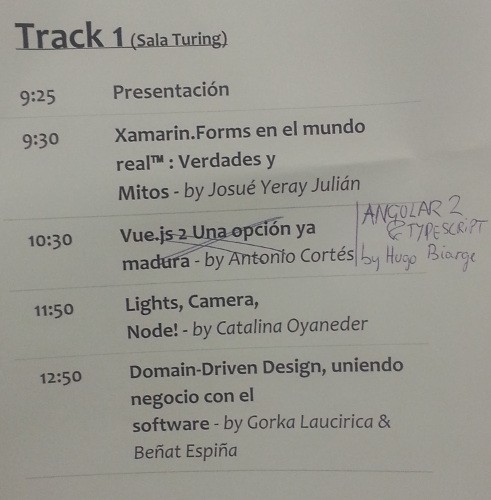 Track 1 (Sala Turing)
9:25 Presentación
9:30 Xamarin.Forms en el mundo
real™ : Verdades y
Mitos - by Josué Yeray Julián
10:30 Vue.js 2 Una opción ya
madura - by Antonio Cortés
ANGOLAR 2
& TYPESCRIPT
by Hugo Biarge
11:50 Lights, Camera,
Node! - by Catalina Oyaneder
12:50 Domain-Driven Design, uniendo
negocio con el
software - by Gorka Laucirica &
Beñat Espiña